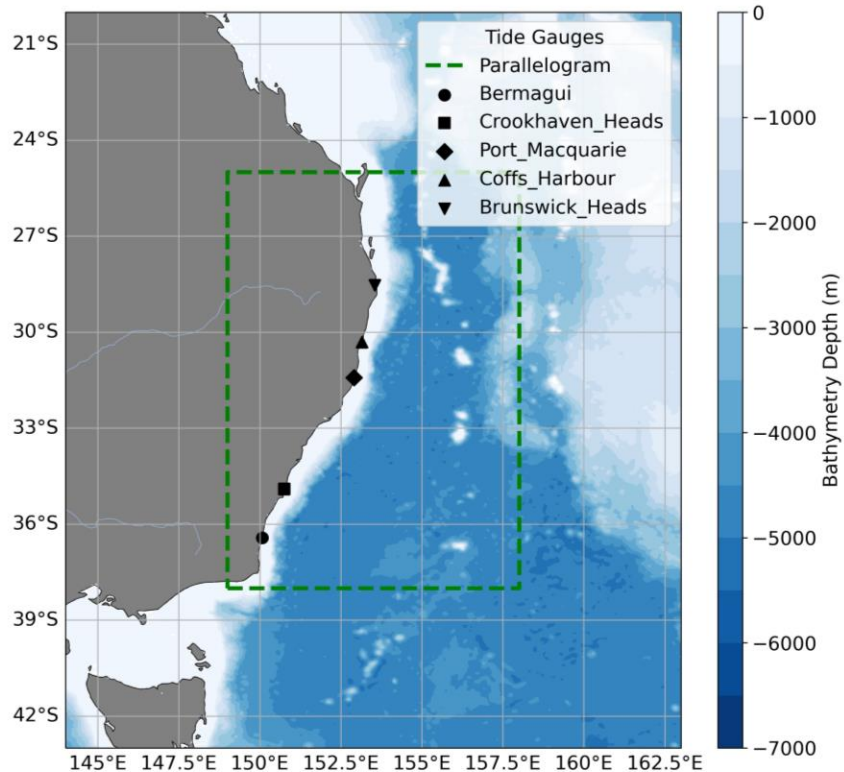 21°S
24°S
27°S
30°S
33°S
36°S
39°S
42°S
145°E 147.5°E 150°E 152.5°E 155°E 157.5°E 160°E 162.5°E
Tide Gauges
Parallelogram
Bermagui
Crookhaven_Heads
Port_Macquarie
Coffs_Harbour
Brunswick_Heads
0
−1000
−2000
−3000
−4000
−5000
−6000
−7000
Bathymetry Depth (m)